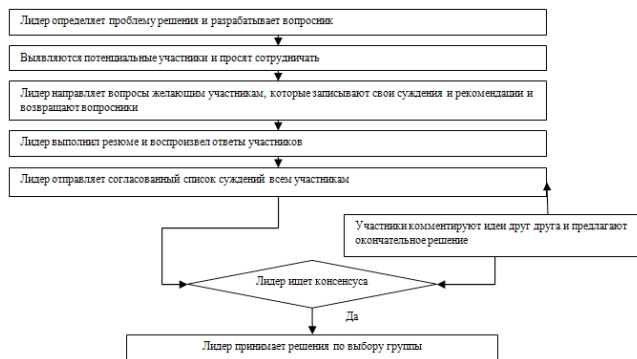 Лидер определяет проблему решения и разрабатывает вопросник
Выявляются потенциальные участники и просят сотрудничать
Лидер направляет вопросы желающим участникам, которые записывают свои суждения и рекомендации и
возвращают вопросники
Лидер выполнил резюме и воспроизвел ответы участников
Лидер отправляет согласованный список суждений всем участникам
Участники комментируют идеи друг друга и предлагают
окончательное решение
Лидер ищет консенсуса
Да
Лидер принимает решения по выбору группы